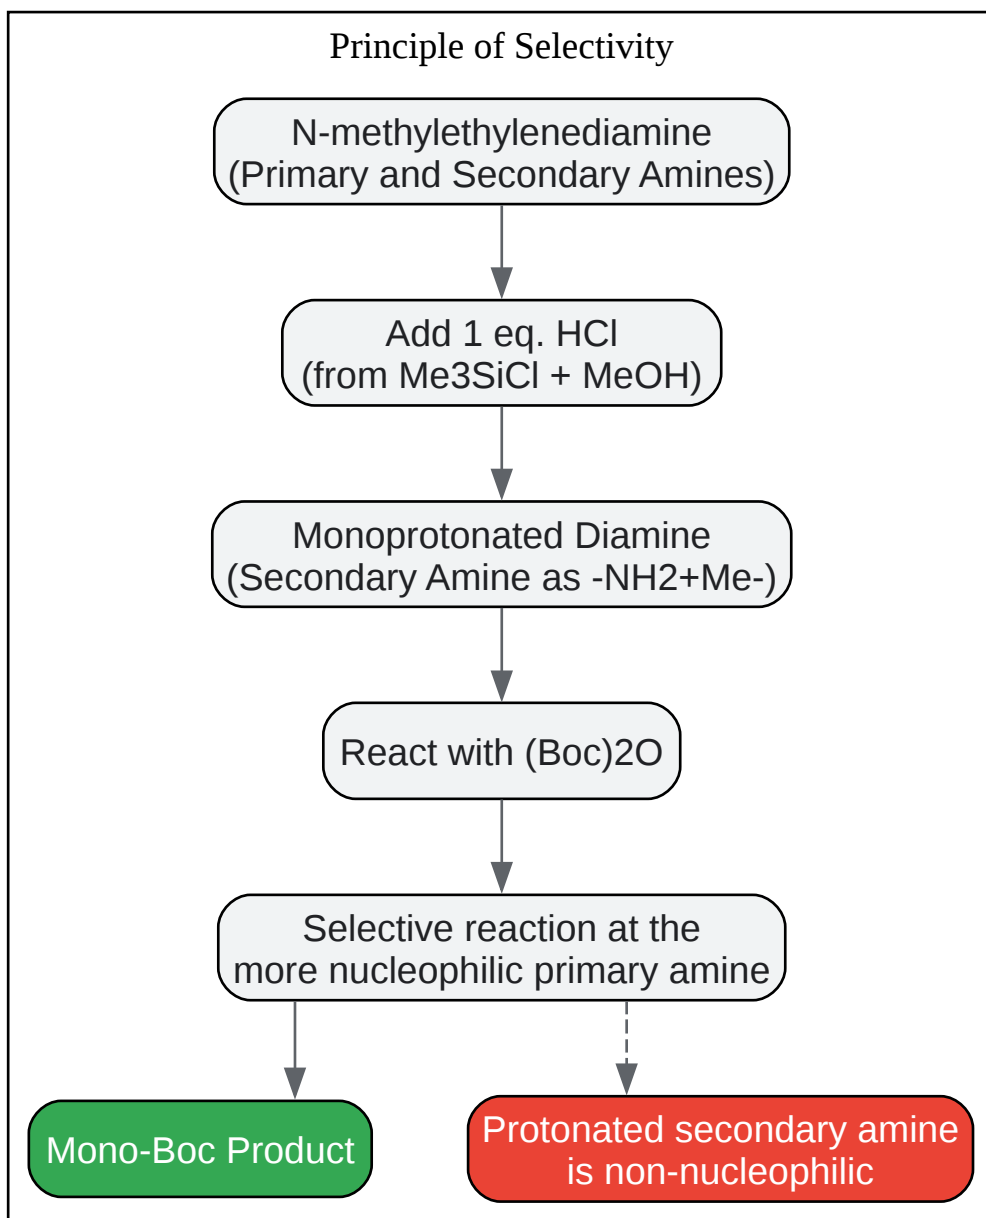 Principle of Selectivity
N-methylethylenediamine
(Primary and Secondary Amines)
Add 1 eq. HCl
(from Me3SiCl + MeOH)
Monoprotonated Diamine
(Secondary Amine as -NH2+Me-)
React with (Boc)2O
Selective reaction at the
more nucleophilic primary amine
Mono-Boc Product
Protonated secondary amine
is non-nucleophilic